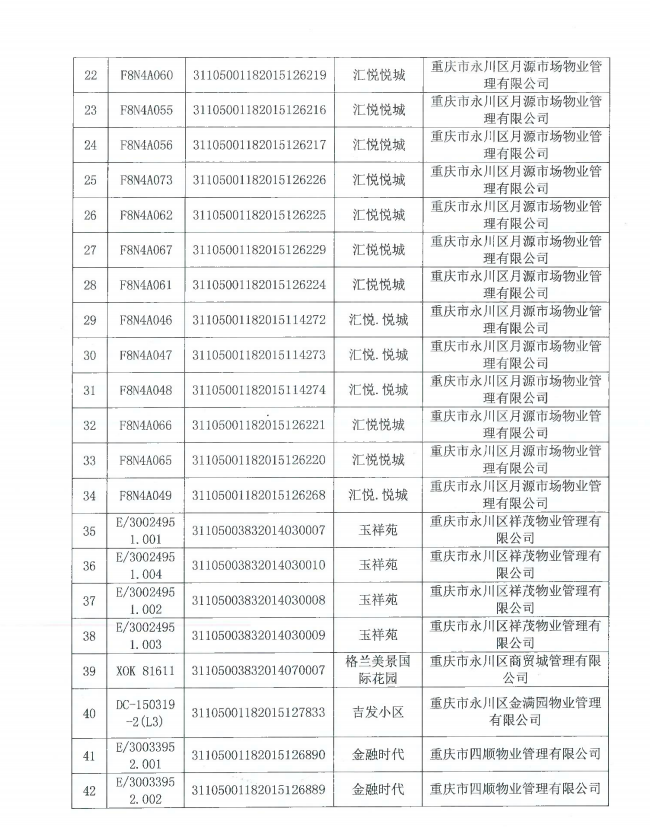 22 F8N4A060 31105001182015126219 汇悦悦城 重庆市永川区月源市场物业管
理有限公司
23 F8N4A055 31105001182015126216 汇悦悦城 重庆市永川区月源市场物业管
理有限公司
24 F8N4A056 31105001182015126217 汇悦悦城 重庆市永川区月源市场物业管
理有限公司
25 F8N4A073 31105001182015126226 汇悦悦城 重庆市永川区月源市场物业管
理有限公司
26 F8N4A062 31105001182015126225 汇悦悦城 重庆市永川区月源市场物业管
理有限公司
27 F8N4A067 31105001182015126229 汇悦悦城 重庆市永川区月源市场物业管
理有限公司
28 F8N4A061 31105001182015126224 汇悦悦城 重庆市永川区月源市场物业管
理有限公司
29 F8N4A046 31105001182015114272 汇悦.悦城 重庆市永川区月源市场物业管
理有限公司
30 F8N4A047 31105001182015114273 汇悦.悦城 重庆市永川区月源市场物业管
理有限公司
31 F8N4A048 31105001182015114274 汇悦.悦城 重庆市永川区月源市场物业管
理有限公司
32 F8N4A066 31105001182015126221 汇悦悦城 重庆市永川区月源市场物业管
理有限公司
33 F8N4A065 31105001182015126220 汇悦悦城 重庆市永川区月源市场物业管
理有限公司
34 F8N4A049 31105001182015126268 汇悦.悦城 重庆市永川区月源市场物业管
理有限公司
35 E/3002495 31105003832014030007 玉祥苑 重庆市永川区祥茂物业管理有
1.001 限公司
36 E/3002495 31105003832014030010 玉祥苑 重庆市永川区祥茂物业管理有
1.004 限公司
37 E/3002495 31105003832014030008 玉祥苑 重庆市永川区祥茂物业管理有
1.002 限公司
38 E/3002495 31105003832014030009 玉祥苑 重庆市永川区祥茂物业管理有
1.003 限公司
39 XOK 81611 31105003832014070007 格兰美景国 重庆市永川区商贸城管理有限
际花园 公司
40 DC-150319 31105001182015127833 吉发小区 重庆市永川区金满园物业管理
-2(L3) 有限公司
41 E/3003395 31105001182015126890 金融时代 重庆市四顺物业管理有限公司
2.001
42 E/3003395 31105001182015126889 金融时代 重庆市四顺物业管理有限公司
2.002